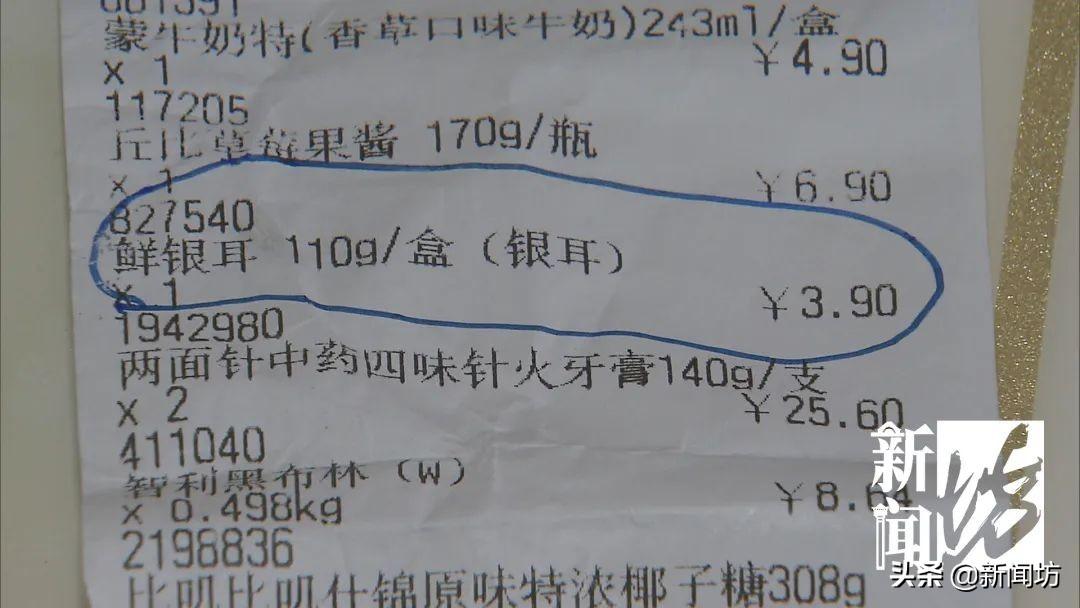 蒙牛奶特(香草口味牛奶)243ml/盒
x 1 ¥4.90
117205
丘比草莓果酱 170g/瓶
x 1 ¥6.90
827540
鲜银耳 110g/盒 (银耳)
x 1 ¥3.90
1942980
两面针中药四味针火牙膏140g/支
x 2 ¥25.60
411040
智利黑布林 (W)
x 0.498kg ¥8.64
2198836
比叽比叽什锦原味特浓椰子糖308g
新闻坊
头条 @新闻坊